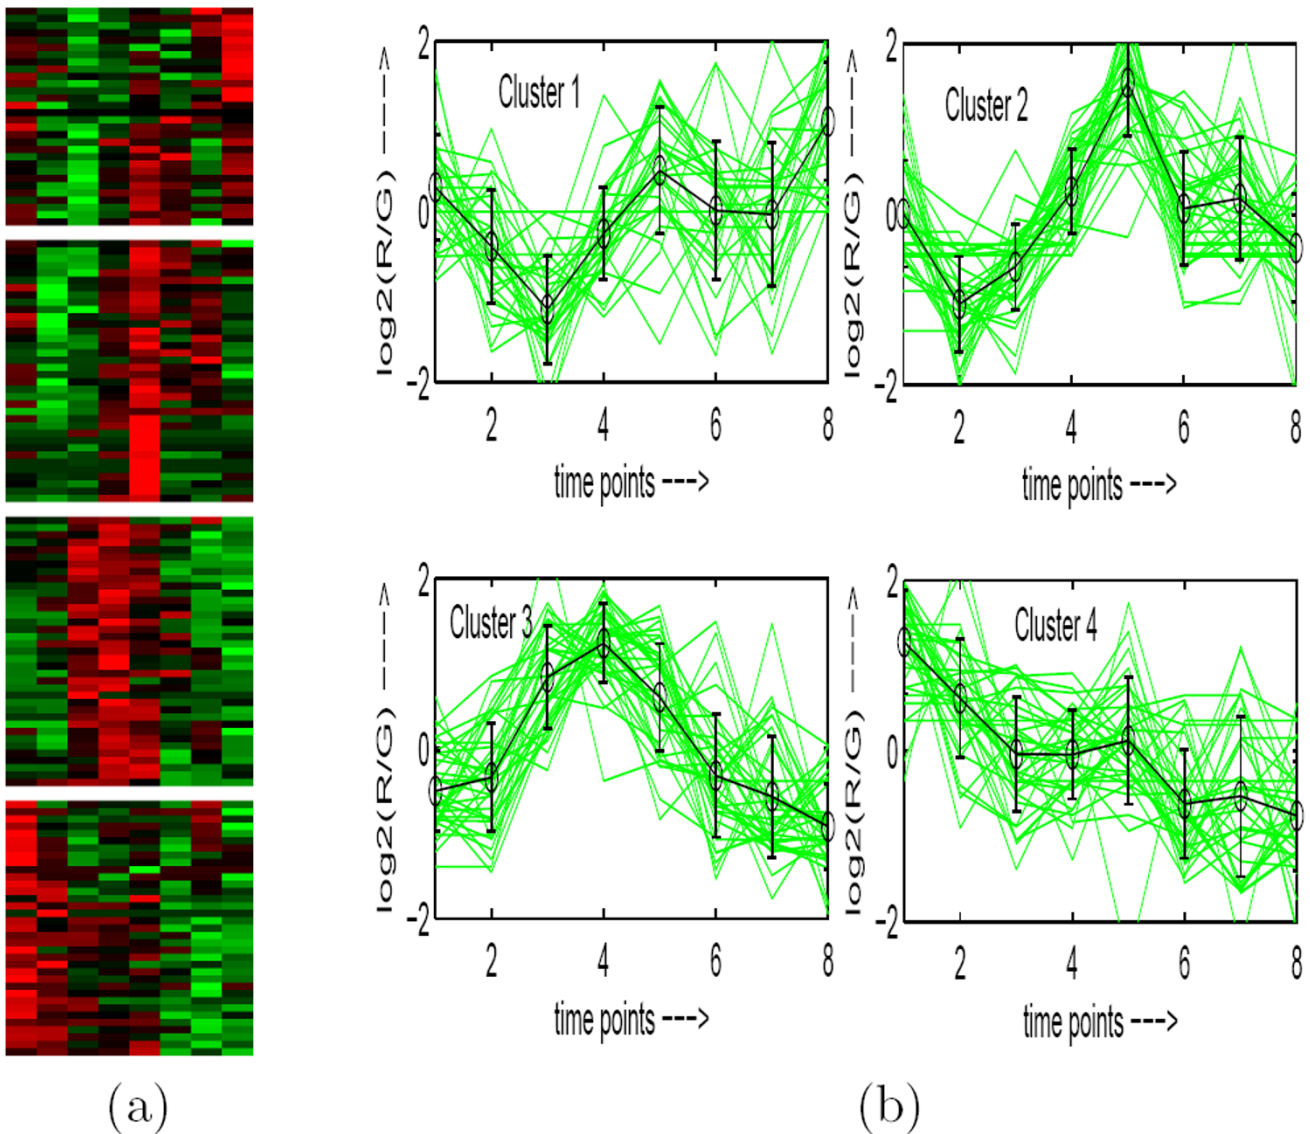 Cluster 1
log2(R/G) ---->
2
0
−2
2 4 6 8
time points --->
Cluster 2
log2(R/G) ---->
2
0
−2
2 4 6 8
time points --->
Cluster 3
log2(R/G) ---->
2
0
−2
2 4 6 8
time points --->
Cluster 4
log2(R/G) ---->
2
0
−2
2 4 6 8
time points --->
(a)
(b)